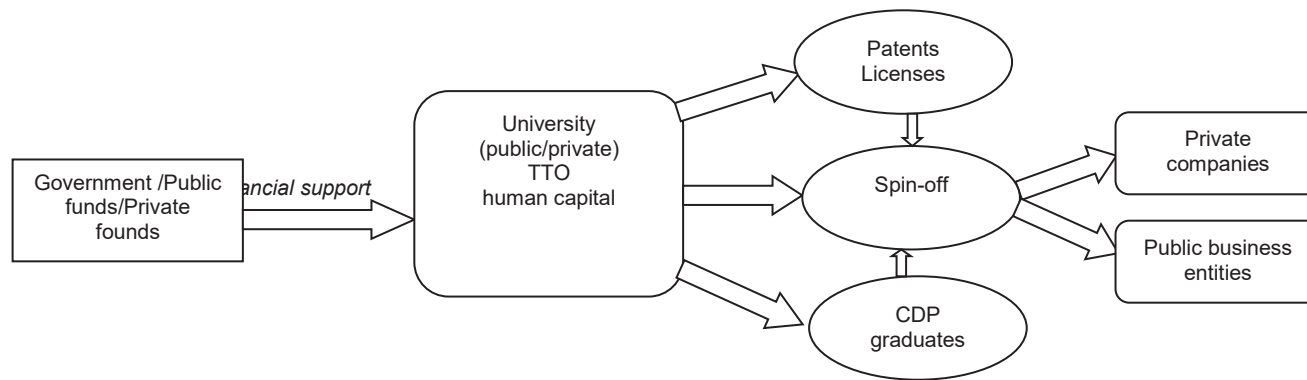 Patents
Licenses
University
(public/private)
TTO
human capital
Private
companies
Government /Public
funds/Private
founds
ancial support
Spin-off
Public business
entities
CDP
graduates